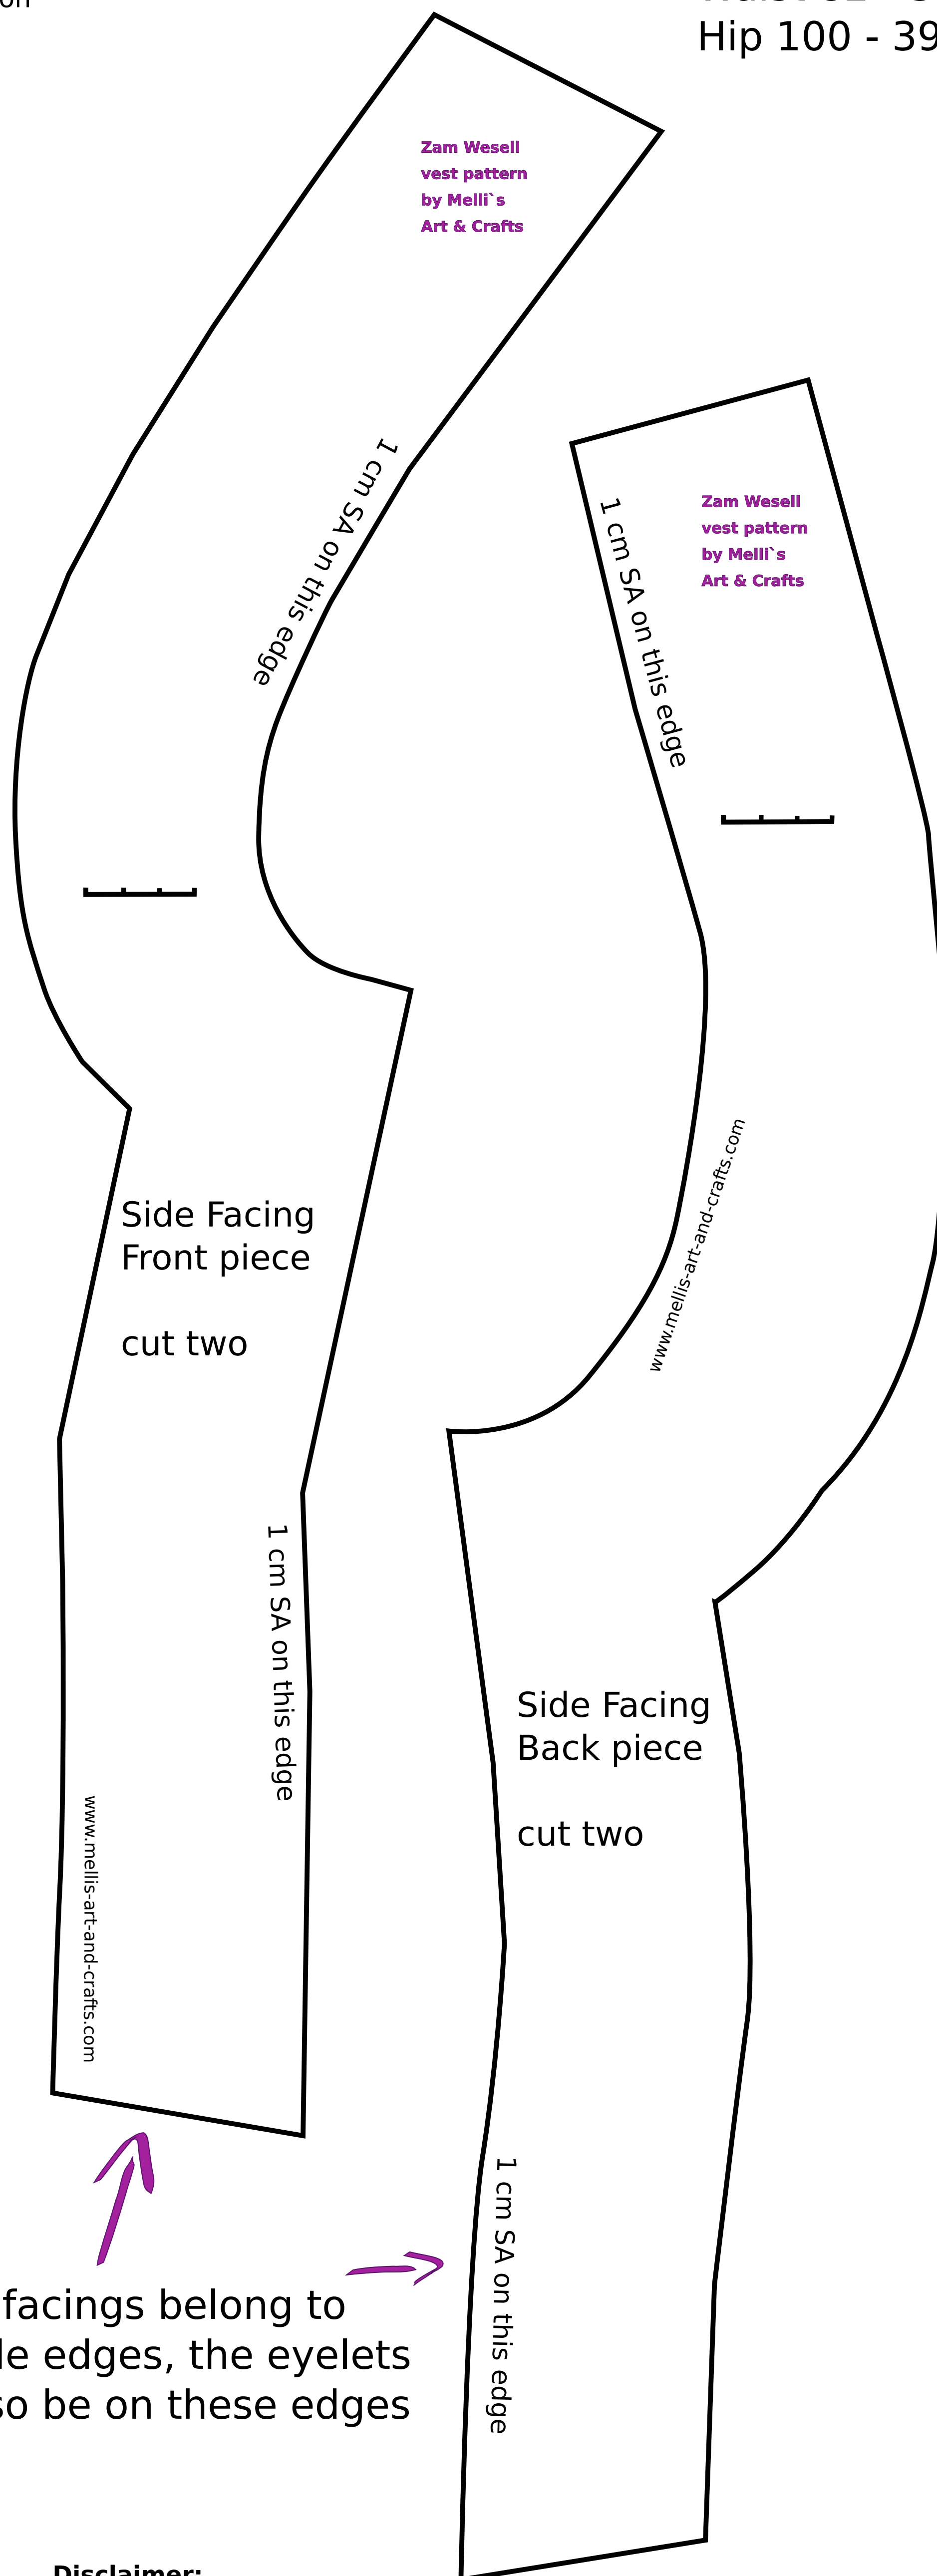 Hip 100 - 39
Zam Wesell
vest pattern
by Melli`s
Art & Crafts
1 cm SA on this edge
1 cm SA on this edge
Zam Wesell
vest pattern
by Melli`s
Art & Crafts
www.mellis-art-and-crafts.com
Side Facing
Front piece
cut two
1 cm SA on this edge
www.mellis-art-and-crafts.com
Side Facing
Back piece
cut two
1 cm SA on this edge
facings belong to
edges, the eyelets
be on these edges
Disclaimer: